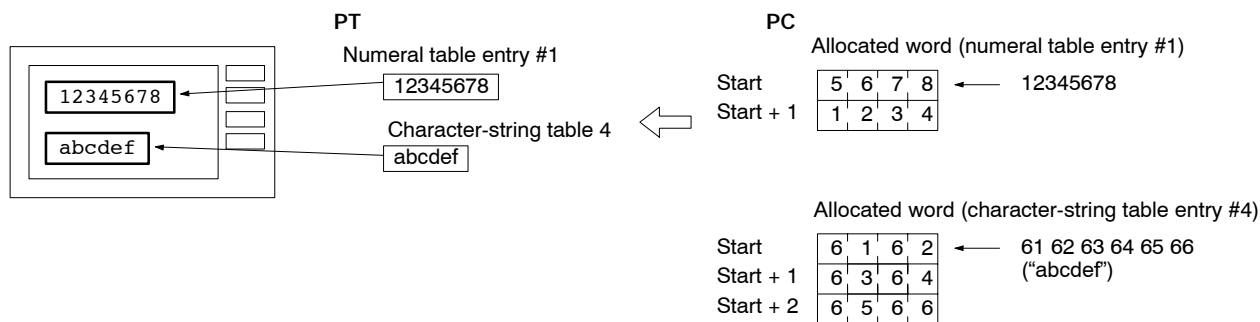 PT
PC
Numeral table entry #1
12345678
12345678
Character-string table 4
abcdef
abcdef
Allocated word (numeral table entry #1)
Start 5 6 7 8 12345678
Start + 1 1 2 3 4
Allocated word (character-string table entry #4)
Start 6 1 6 2 61 62 63 64 65 66
(“abcdef”)
Start + 1 6 3 6 4
Start + 2 6 5 6 6